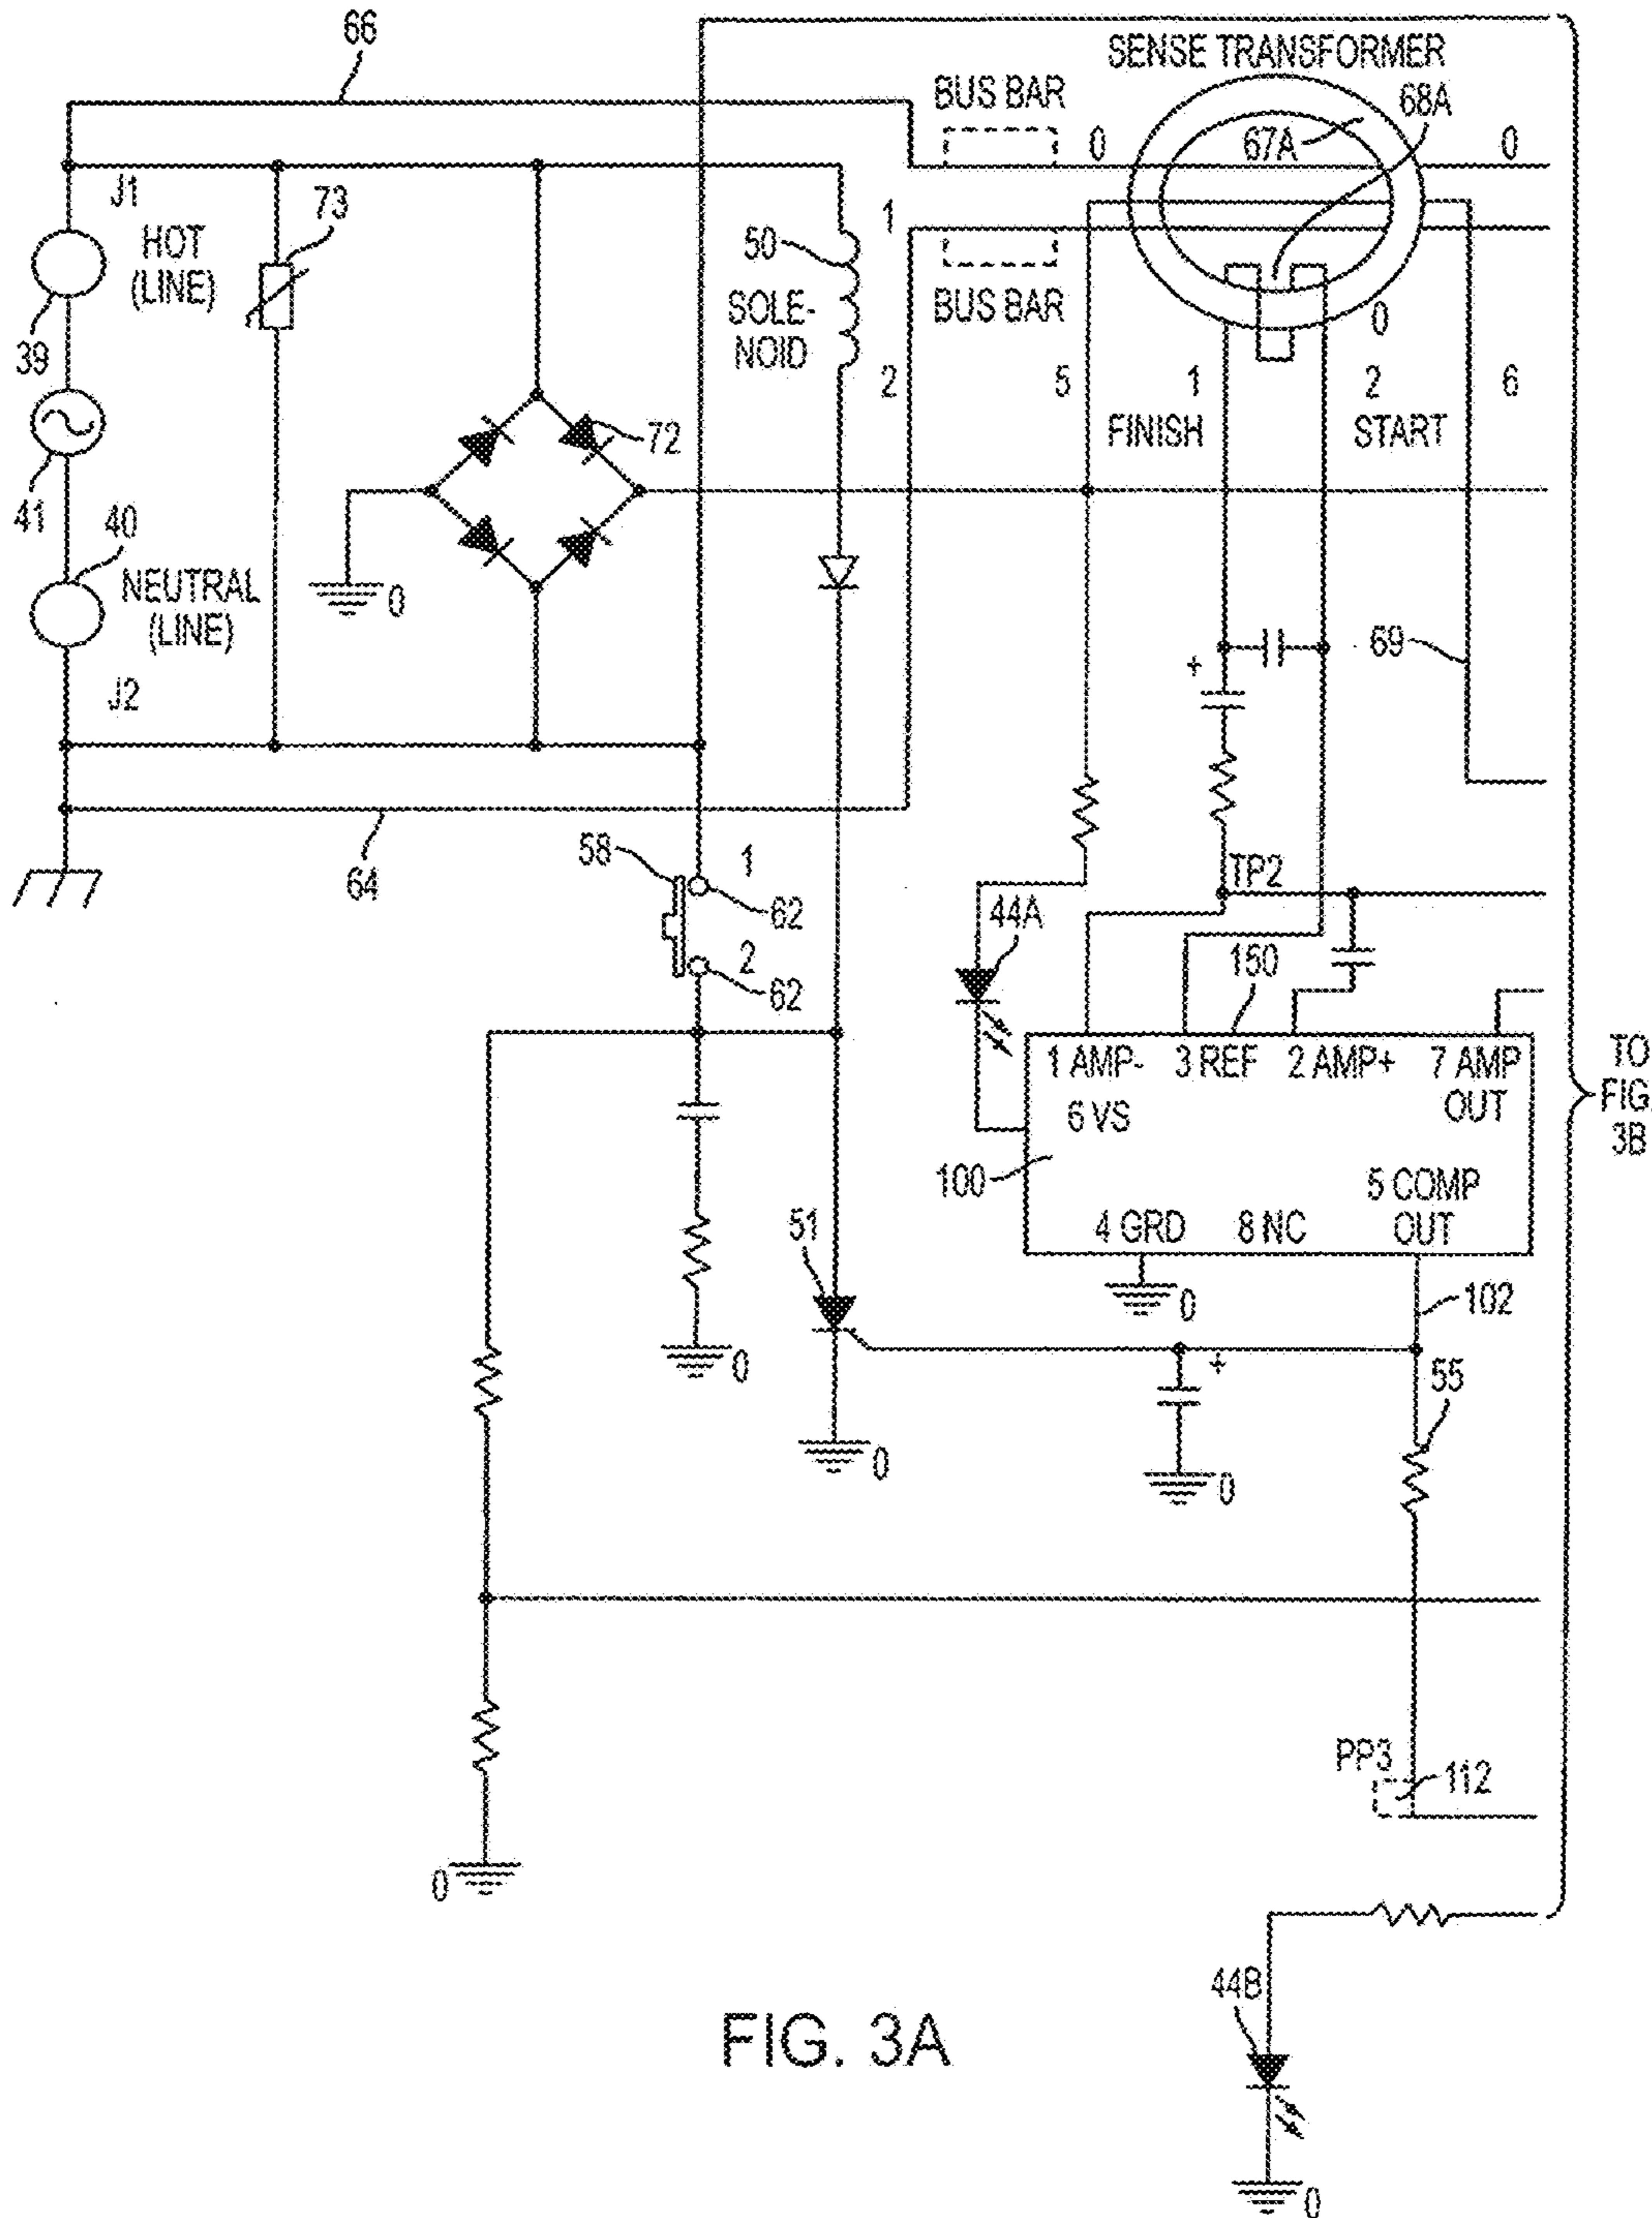 66
SENSE TRANSFORMER
BUS BAR
68A
67A
0
0
J1
73
HOT
(LINE)
1
50
SOLE-
NOID
BUS BAR
0
39
2
5
1
2
6
FINISH
START
72
41
40
NEUTRAL
(LINE)
0
69
+
J2
58
1
64
62
TP2
44A
2
62
150
1 AMP-
3 REF
2 AMP+
7 AMP
OUT
6 VS
TO
FIG.
3B
100
5 COMP
OUT
4 GRD
8 NC
51
0
102
0
+
55
0
0
PP3
112
0
44B
FIG. 3A
0